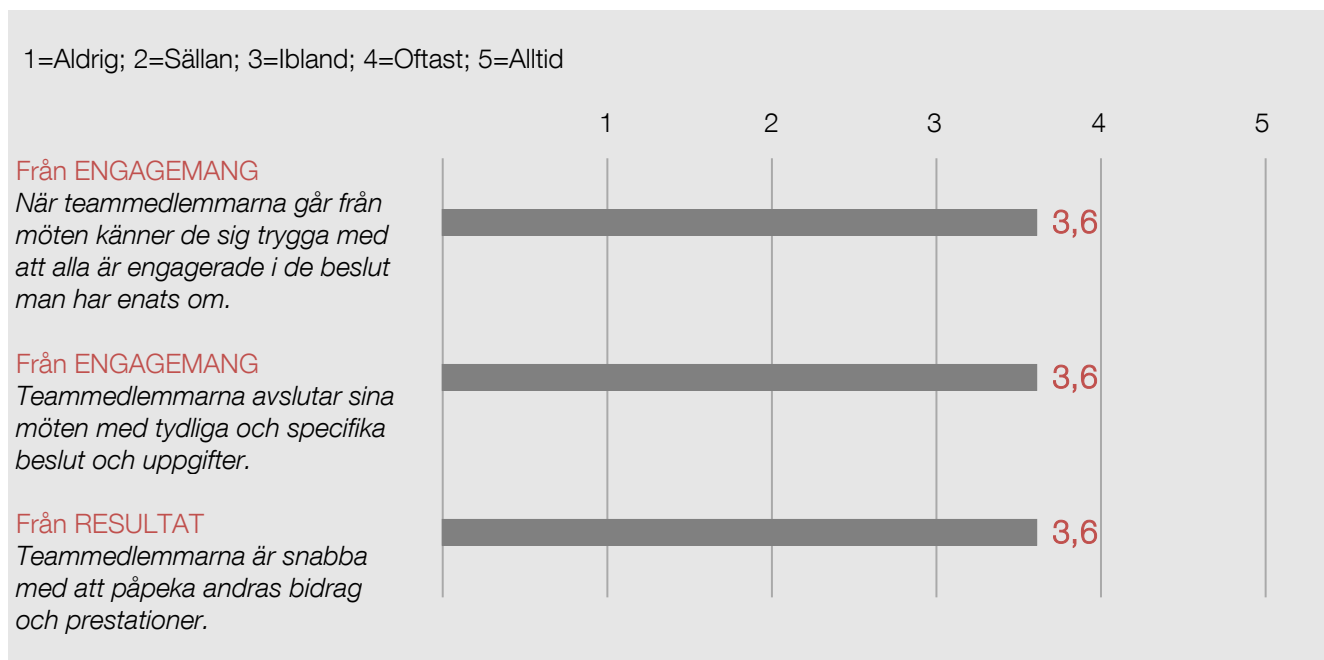 1=Aldrig; 2=Sällan; 3=Ibland; 4=Oftast; 5=Alltid
1 2 3 4 5
Från ENGAGEMANG
När teammedlemmarna går från
möten känner de sig trygga med
att alla är engagerade i de beslut
man har enats om.
3,6
Från ENGAGEMANG
Teammedlemmarna avslutar sina
möten med tydliga och specifika
beslut och uppgifter.
3,6
Från RESULTAT
Teammedlemmarna är snabba
med att påpeka andras bidrag
och prestationer.
3,6